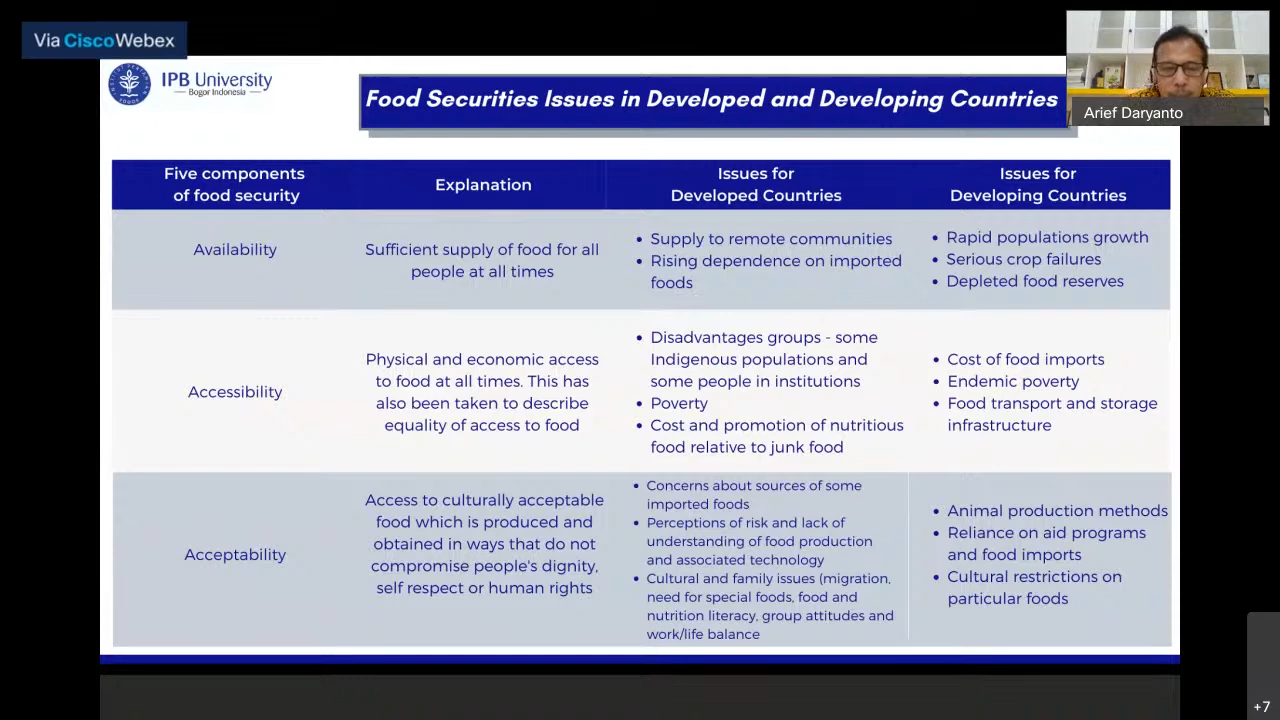 Via CiscoWebex
IPB University
Bogor Indonesia
Food Securities Issues in Developed and Developing Countries
Arief Daryanto
Five components
of food security
Explanation
Issues for
Developed Countries
Issues for
Developing Countries
Availability
Sufficient supply of food for all
people at all times
• Supply to remote communities
• Rising dependence on imported
foods
• Rapid populations growth
• Serious crop failures
• Depleted food reserves
Accessibility
Physical and economic access
to food at all times. This has
also been taken to describe
equality of access to food
• Disadvantages groups - some
Indigenous populations and
some people in institutions
• Poverty
• Cost and promotion of nutritious
food relative to junk food
• Cost of food imports
• Endemic poverty
• Food transport and storage
infrastructure
Acceptability
Access to culturally acceptable
food which is produced and
obtained in ways that do not
compromise people's dignity,
self respect or human rights
• Concerns about sources of some
imported foods
• Perceptions of risk and lack of
understanding of food production
and associated technology
• Cultural and family issues (migration,
need for special foods, food and
nutrition literacy, group attitudes and
work/life balance
• Animal production methods
• Reliance on aid programs
and food imports
• Cultural restrictions on
particular foods
+7